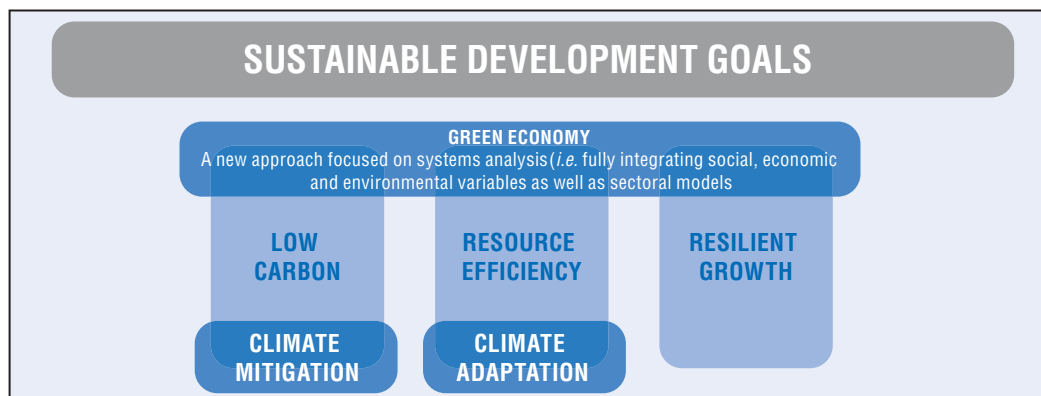 SUSTAINABLE DEVELOPMENT GOALS
GREEN ECONOMY
A new approach focused on systems analysis(i.e. fully integrating social, economic
and environmental variables as well as sectoral models
LOW
CARBON
RESOURCE
EFFICIENCY
RESILIENT
GROWTH
CLIMATE
MITIGATION
CLIMATE
ADAPTATION